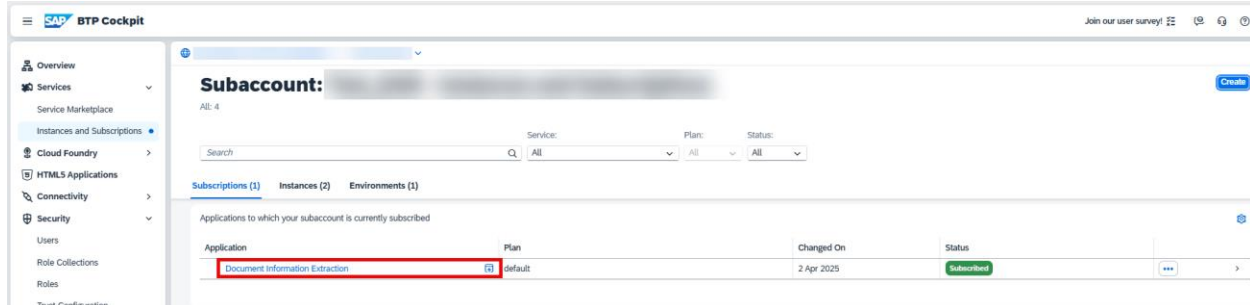 SAP BTP Cockpit
Join our user survey!
Overview
Services
Service Marketplace
Instances and Subscriptions
Cloud Foundry
HTML5 Applications
Connectivity
Security
Users
Role Collections
Roles
Trust Configuration
Subaccount:
Create
All: 4
Service: Plan: Status:
Search All All All
Subscriptions (1) Instances (2) Environments (1)
Applications to which your subaccount is currently subscribed
Application Plan Changed On Status
Document Information Extraction default 2 Apr 2025 Subscribed